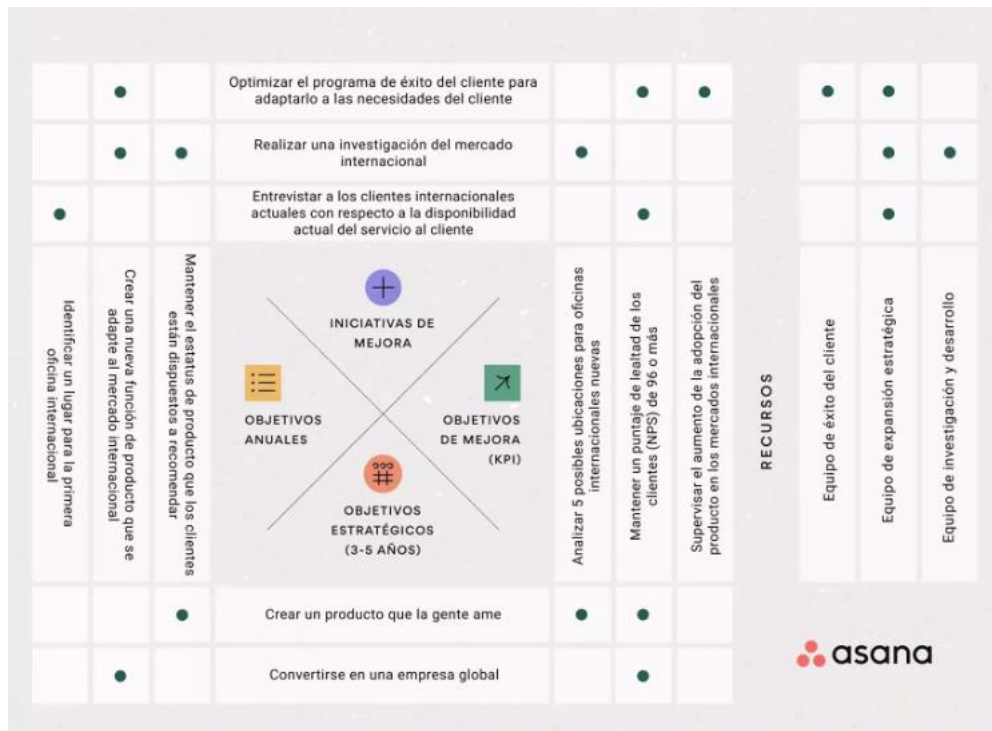 Optimizar el programa de éxito del cliente para
adaptarlo a las necesidades del cliente
Realizar una investigación del mercado
internacional
Entrevistar a los clientes internacionales
actuales con respecto a la disponibilidad
actual del servicio al cliente
Identificar un lugar para la primera
oficina internacional
Crear una nueva función de producto que se
adapte al mercado internacional
Mantener el estatus de producto que los clientes
están dispuestos a recomendar
INICIATIVAS DE
MEJORA
OBJETIVOS
ANUALES
OBJETIVOS
DE MEJORA
(KPI)
OBJETIVOS
ESTRATÉGICOS
(3-5 AÑOS)
Analizar 5 posibles ubicaciones para oficinas
internacionales nuevas
Mantener un puntaje de lealtad de los
clientes (NPS) de 96 o más
Supervisar el aumento de la adopción del
producto en los mercados internacionales
RECURSOS
Equipo de éxito del cliente
Equipo de expansión estratégica
Equipo de investigación y desarrollo
Crear un producto que la gente ame
Convertirse en una empresa global
asana